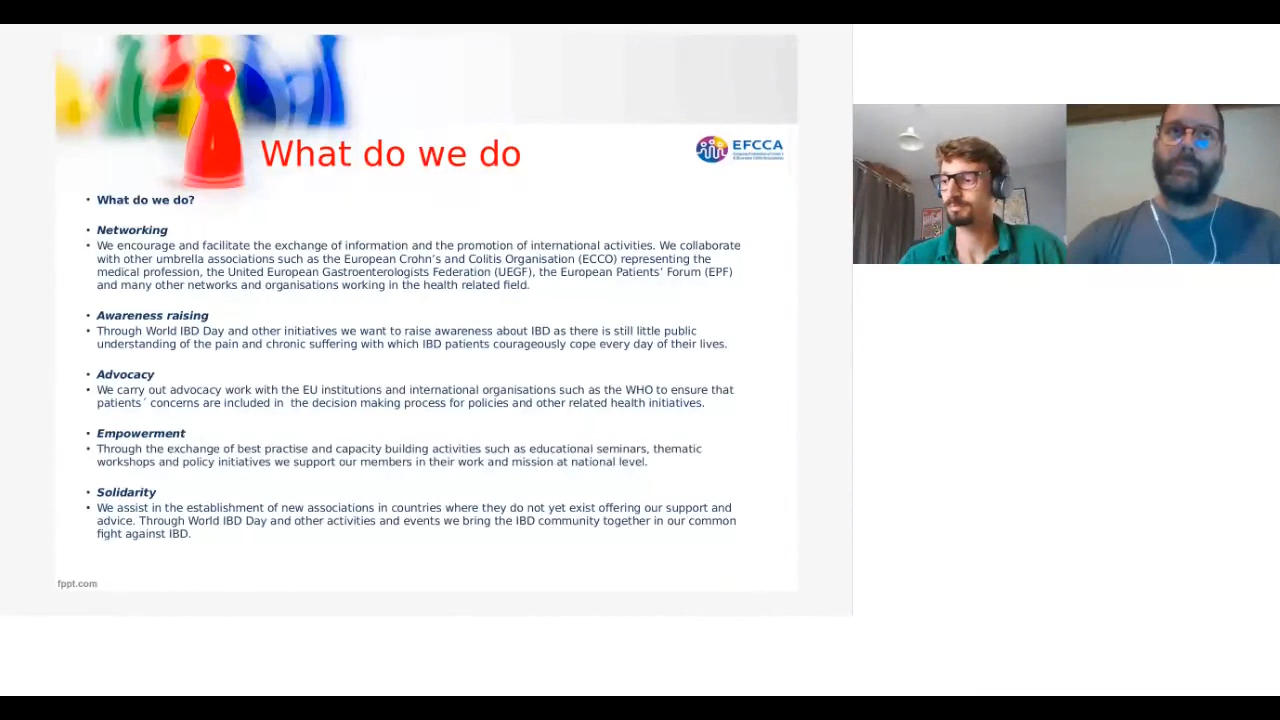 What do we do
EFCCA
• What do we do?
• Networking
• We encourage and facilitate the exchange of information and the promotion of international activities. We collaborate
with other umbrella associations such as the European Crohn’s and Colitis Organisation (ECCO) representing the
medical profession, the United European Gastroenterologists Federation (UEGF), the European Patients’ Forum (EPF)
and many other networks and organisations working in the health related field.
• Awareness raising
• Through World IBD Day and other initiatives we want to raise awareness about IBD as there is still little public
understanding of the pain and chronic suffering with which IBD patients courageously cope every day of their lives.
• Advocacy
• We carry out advocacy work with the EU institutions and international organisations such as the WHO to ensure that
patients´ concerns are included in  the decision making process for policies and other related health initiatives.
• Empowerment
• Through the exchange of best practise and capacity building activities such as educational seminars, thematic
workshops and policy initiatives we support our members in their work and mission at national level.
• Solidarity
• We assist in the establishment of new associations in countries where they do not yet exist offering our support and
advice. Through World IBD Day and other activities and events we bring the IBD community together in our common
fight against IBD.
fppt.com